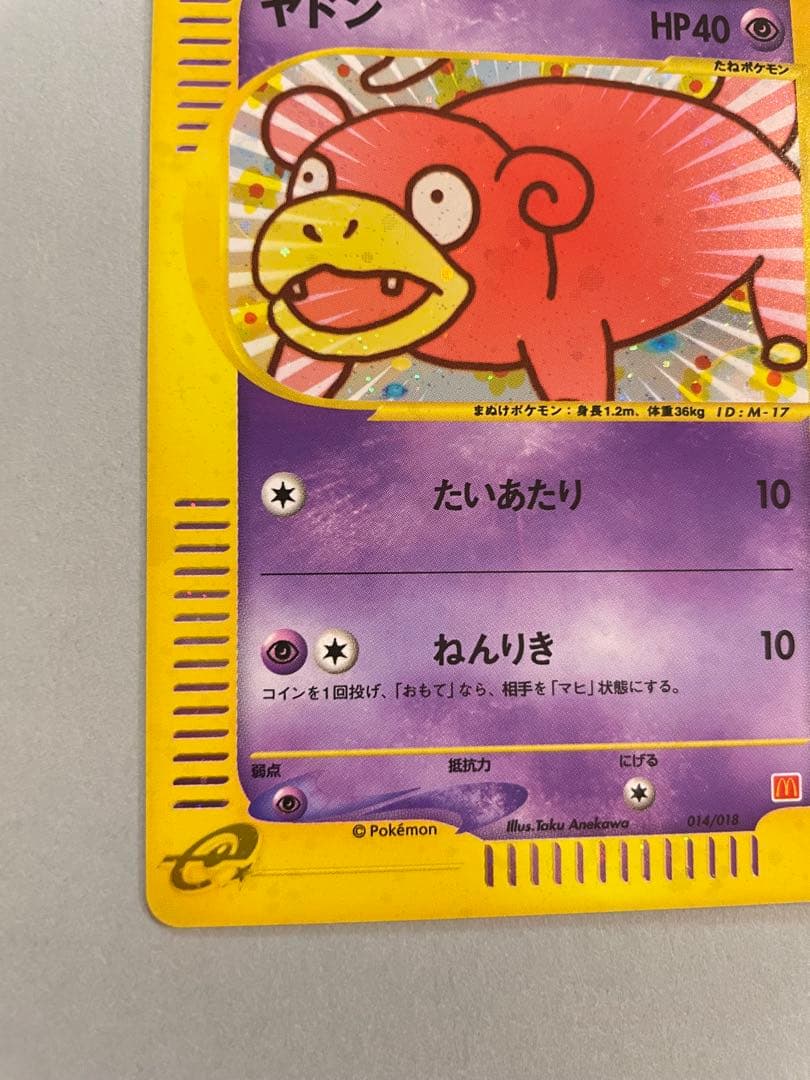 ヤドン
HP40
たねポケモン
まぬけポケモン：身長1.2m、体重36kg ID:M-17
たいあたり 10
ねんりき 10
コインを1回投げ、「おもて」なら、相手を「マヒ」状態にする。
弱点 抵抗力 にげる
© Pokémon Illus. Taku Anekawa 014/018